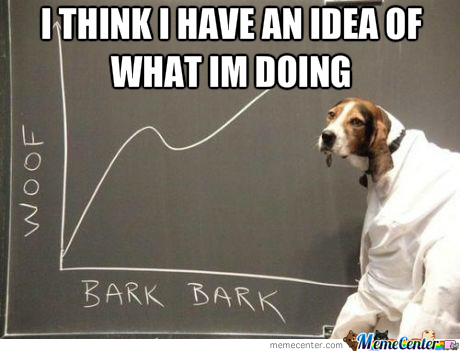 I THINK I HAVE AN IDEA OF
WHAT IM DOING
WOOF
BARK BARK
memecenter.com MemeCenter